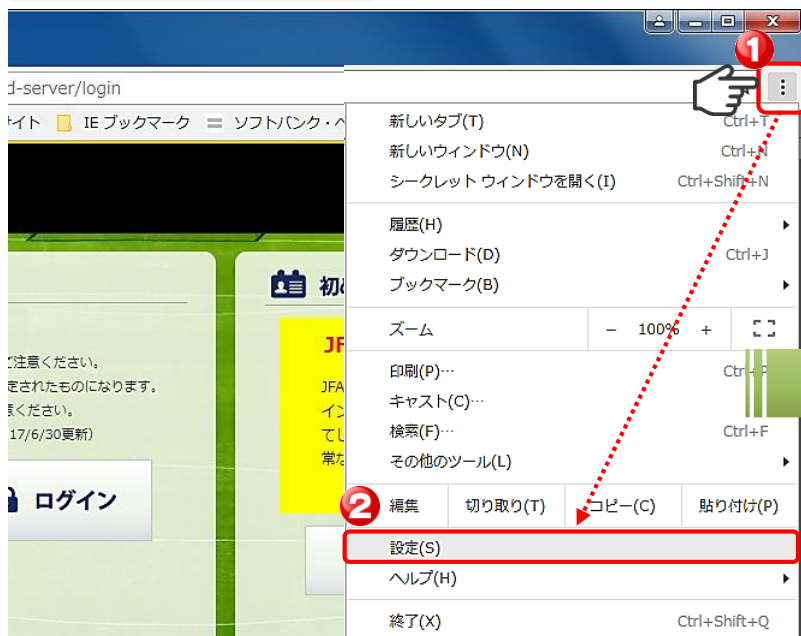 1
d-server/login
イト IE ブックマーク ソフトバンク・ヘ
新しいタブ(T) Ctrl+T
新しいウィンドウ(N) Ctrl+N
シークレット ウィンドウを開く(I) Ctrl+Shift+N
履歴(H)
ダウンロード(D) Ctrl+J
ブックマーク(B)
ズーム − 100% +
印刷(P)… Ctrl+P
キャスト(C)…
検索(F)… Ctrl+F
その他のツール(L)
2
編集 切り取り(T) コピー(C) 貼り付け(P)
設定(S)
ヘルプ(H)
終了(X) Ctrl+Shift+Q
ご注意ください。
定されたものになります。
意ください。
17/6/30更新)
ログイン
初め
JF
JFA
イン
てし
常な